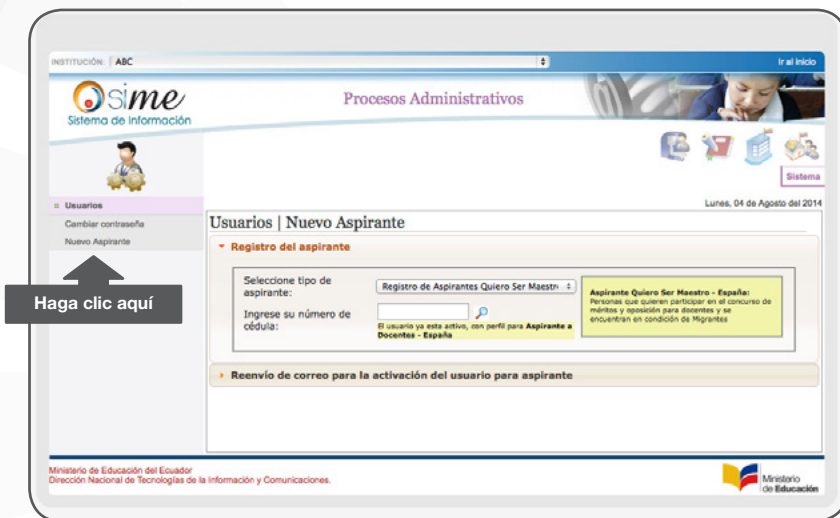 INSTITUCIÓN: ABC
Ir al inicio
sime
Sistema de Información
Procesos Administrativos
Sistema
Lunes, 04 de Agosto del 2014
Usuarios
Cambiar contraseña
Nuevo Aspirante
Haga clic aquí
Usuarios | Nuevo Aspirante
Registro del aspirante
Seleccione tipo de
aspirante:
Registro de Aspirantes Quiero Ser Maestr
Ingrese su número de
cédula:
El usuario ya esta activo, con perfil para Aspirante a
Docentes - España
Aspirante Quiero Ser Maestro - España:
Personas que quieren participar en el concurso de
méritos y oposición para docentes y se
encuentran en condición de Migrantes
Reenvío de correo para la activación del usuario para aspirante
Ministerio de Educación del Ecuador
Dirección Nacional de Tecnologías de la Información y Comunicaciones.
Ministerio
de Educación